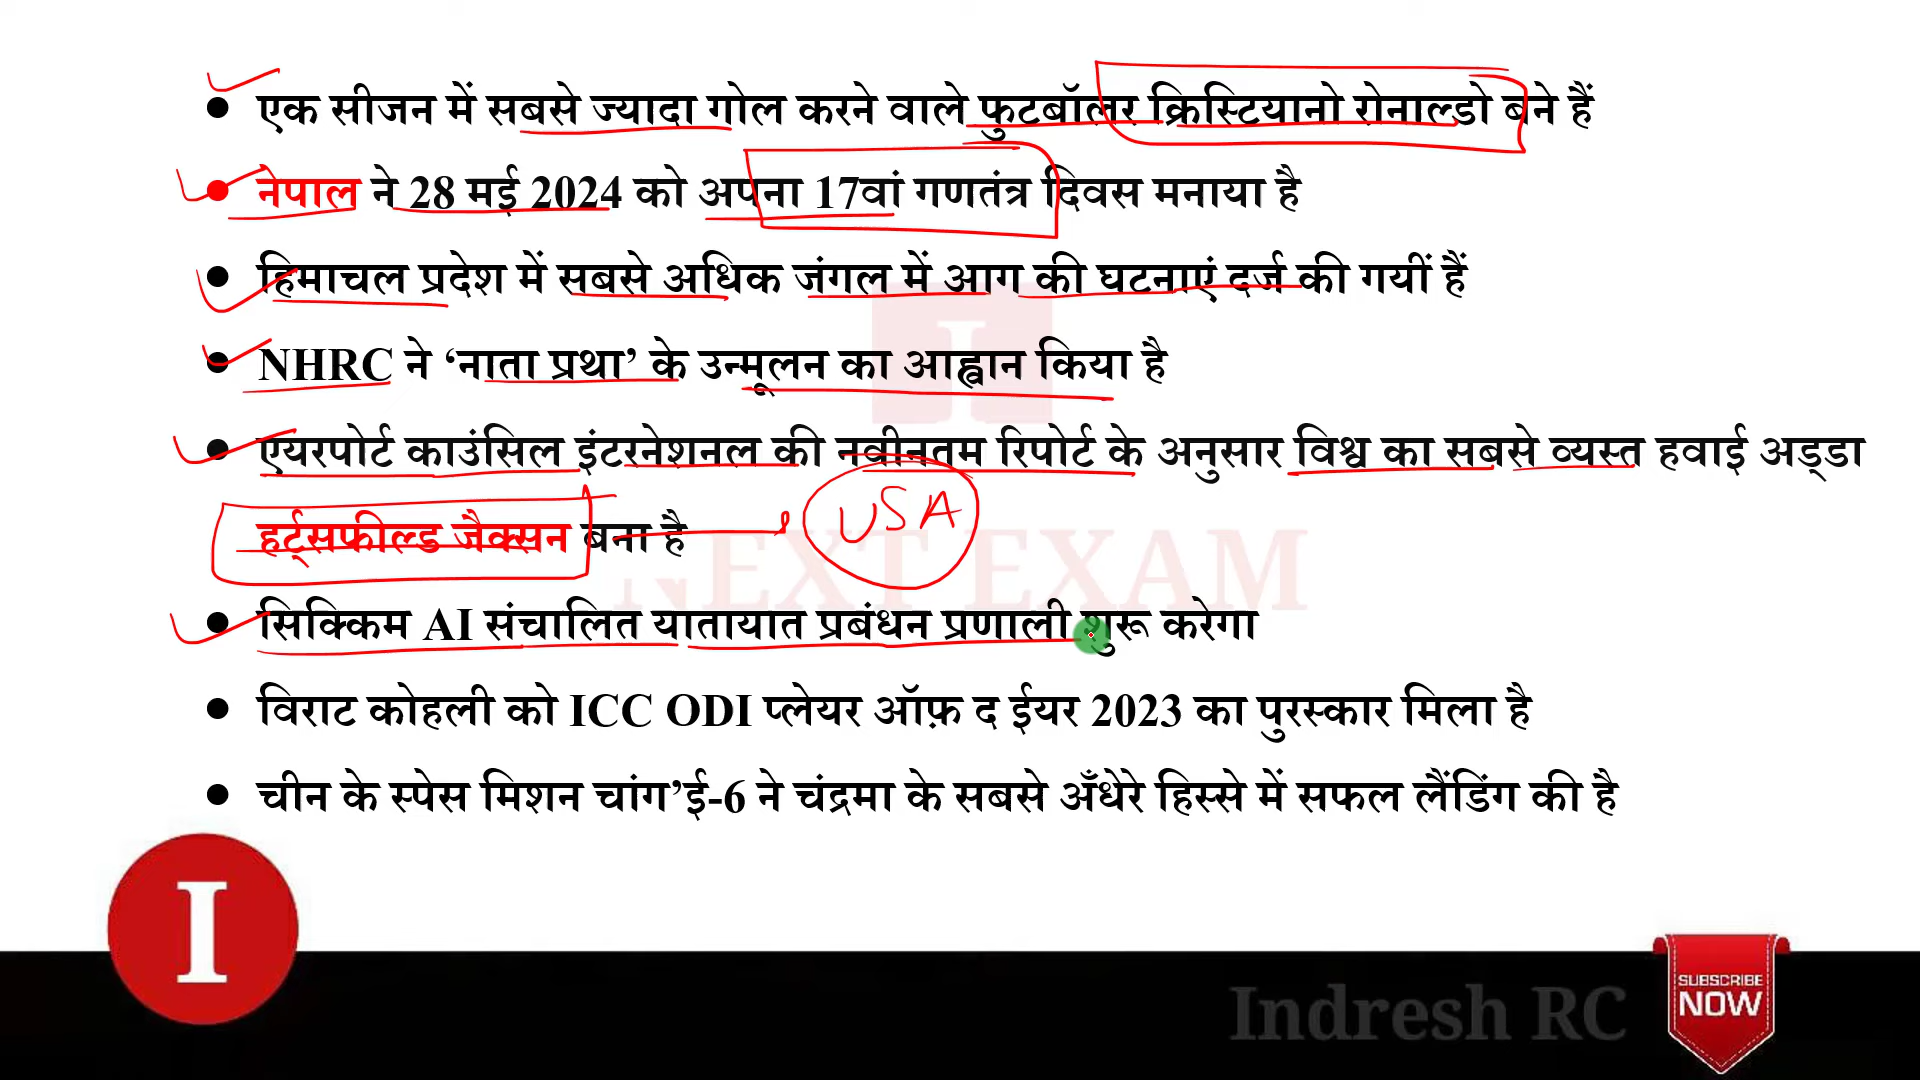 • एक सीजन में सबसे ज्यादा गोल करने वाले फुटबॉलर क्रिस्टियानो रोनाल्डो बने हैं
• नेपाल ने 28 मई 2024 को अपना 17वां गणतंत्र दिवस मनाया है
• हिमाचल प्रदेश में सबसे अधिक जंगल में आग की घटनाएं दर्ज की गयीं हैं
• NHRC ने ‘नाता प्रथा’ के उन्मूलन का आह्वान किया है
• एयरपोर्ट काउंसिल इंटरनेशनल की नवीनतम रिपोर्ट के अनुसार विश्व का सबसे व्यस्त हवाई अड्डा
हर्ट्सफील्ड जैक्सन बना है USA
NEXT EXAM
• सिक्किम AI संचालित यातायात प्रबंधन प्रणाली शुरू करेगा
• विराट कोहली को ICC ODI प्लेयर ऑफ़ द ईयर 2023 का पुरस्कार मिला है
• चीन के स्पेस मिशन चांग’ई-6 ने चंद्रमा के सबसे अँधेरे हिस्से में सफल लैंडिंग की है
I
Indresh RC
SUBSCRIBE
NOW